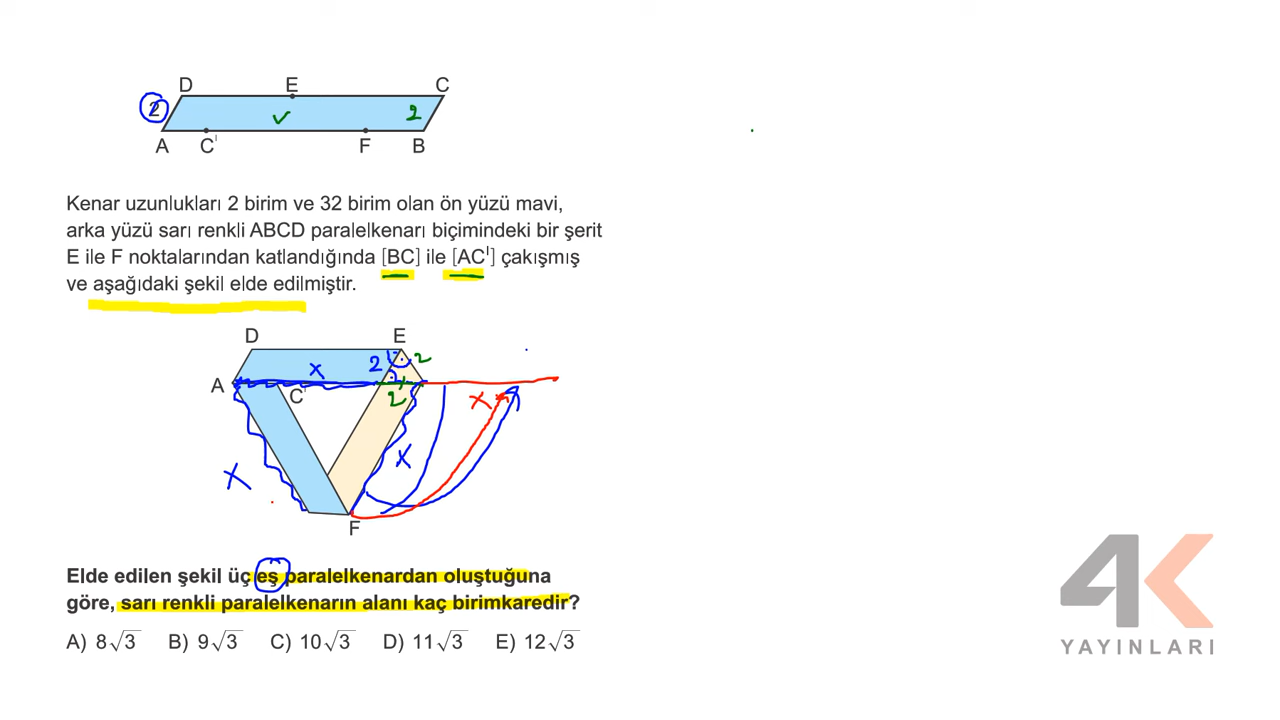 D E C
2 ✓ 2
A C' F B
Kenar uzunlukları 2 birim ve 32 birim olan ön yüzü mavi,
arka yüzü sarı renkli ABCD paralelkenarı biçimindeki bir şerit
E ile F noktalarından katlandığında [BC] ile [AC'] çakışmış
ve aşağıdaki şekil elde edilmiştir.
D E
x 2 2
A C' 2 x
x x
F
Elde edilen şekil üç eş paralelkenardan oluştuğuna
göre, sarı renkli paralelkenarın alanı kaç birimkaredir?
A) 8√3 B) 9√3 C) 10√3 D) 11√3 E) 12√3
4K
YAYINLARI